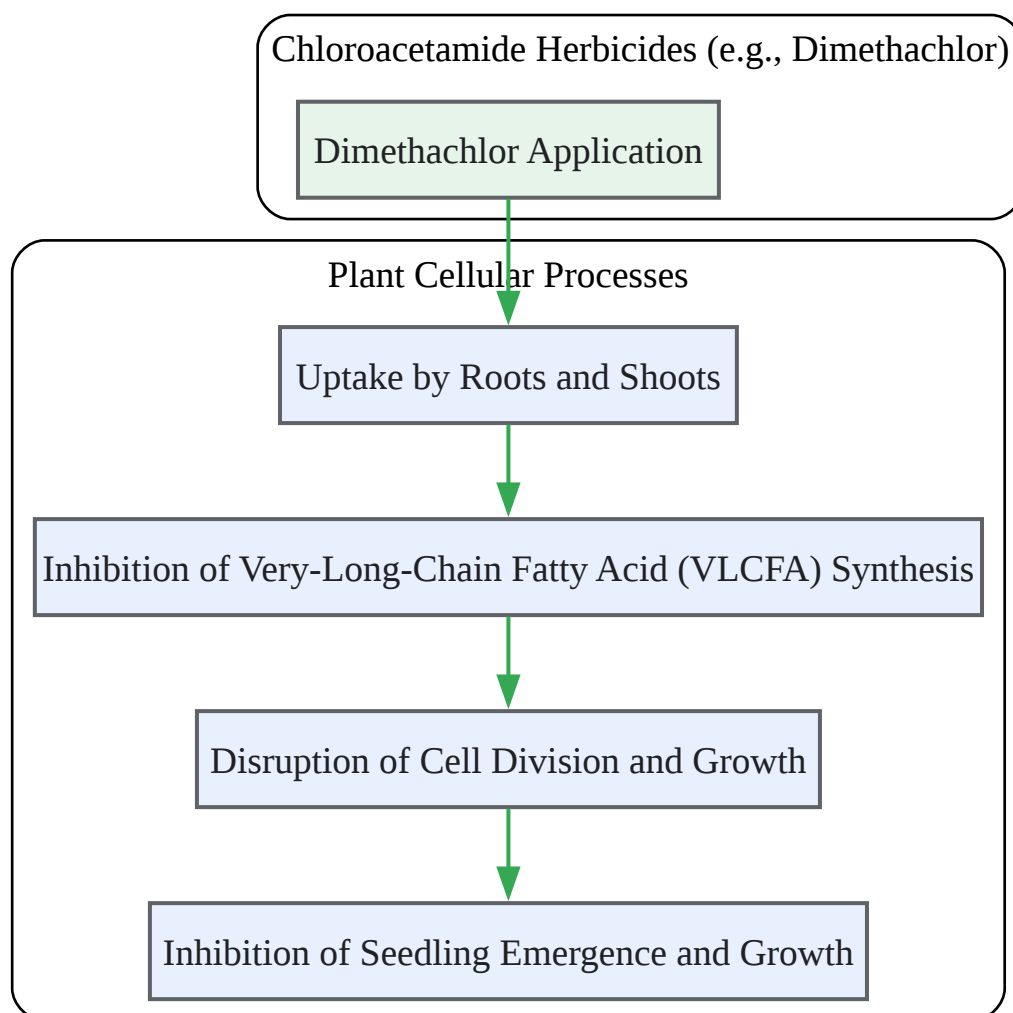 Chloroacetamide Herbicides (e.g., Dimethachlor)
Dimethachlor Application
Plant Cellular Processes
Uptake by Roots and Shoots
Inhibition of Very-Long-Chain Fatty Acid (VLCFA) Synthesis
Disruption of Cell Division and Growth
Inhibition of Seedling Emergence and Growth